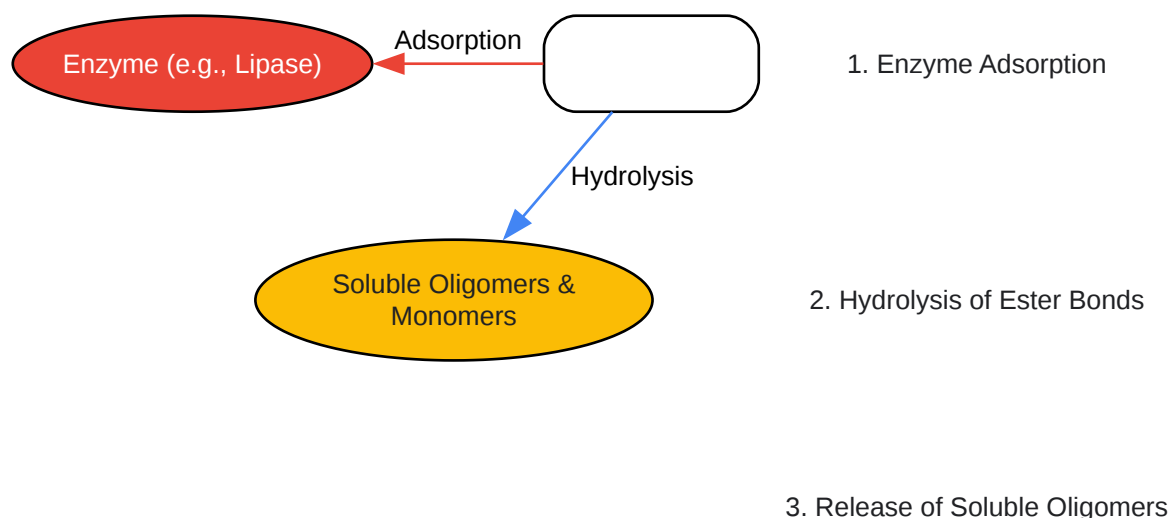 Adsorption
Enzyme (e.g., Lipase)
1. Enzyme Adsorption
Hydrolysis
Soluble Oligomers &
Monomers
2. Hydrolysis of Ester Bonds
3. Release of Soluble Oligomers